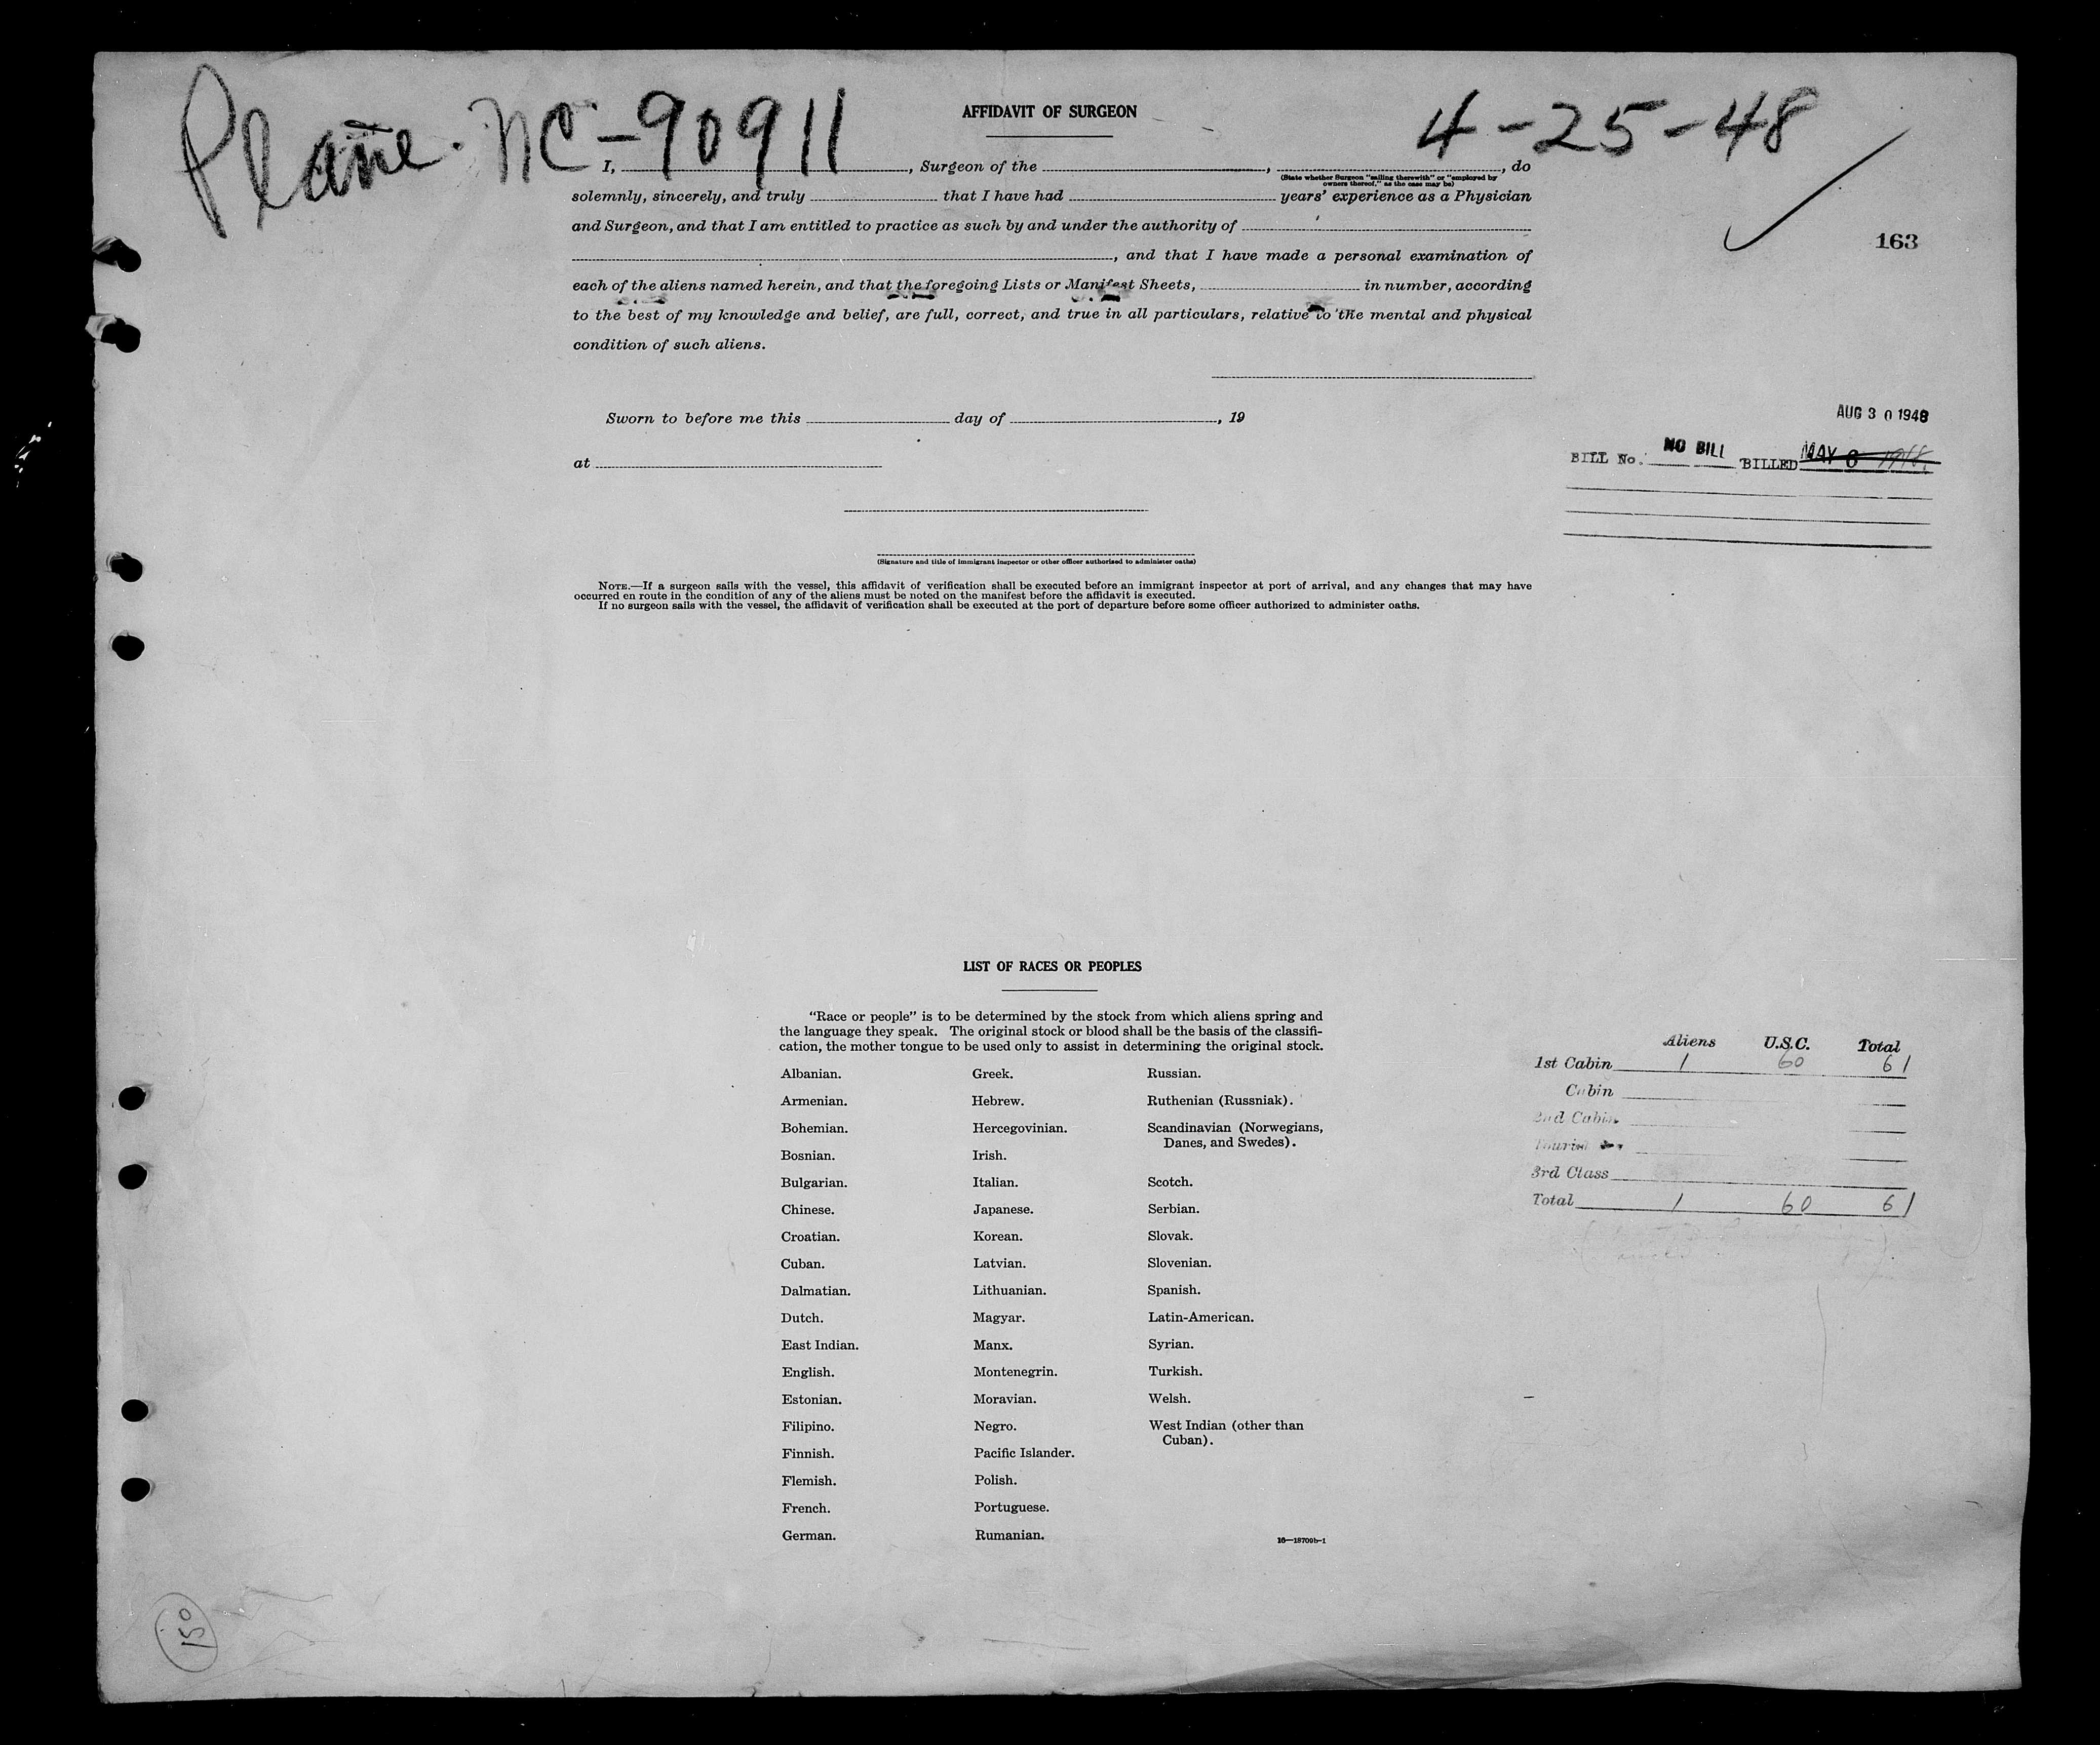 Plane. NC-90911
AFFIDAVIT OF SURGEON
4-25-48
163
I, , Surgeon of the , , do
(State whether Surgeon "sailing therewith" or "employed by
owners thereof," as the case may be)
solemnly, sincerely, and truly that I have had years' experience as a Physician
and Surgeon, and that I am entitled to practice as such by and under the authority of
, and that I have made a personal examination of
each of the aliens named herein, and that the foregoing Lists or Manifest Sheets, in number, according
to the best of my knowledge and belief, are full, correct, and true in all particulars, relative to the mental and physical
condition of such aliens.
Sworn to before me this day of , 19
at
AUG 30 1948
BILL No. NO BILL BILLED MAY 6 1948
(Signature and title of immigrant inspector or other officer authorized to administer oaths)
NOTE.—If a surgeon sails with the vessel, this affidavit of verification shall be executed before an immigrant inspector at port of arrival, and any changes that may have
occurred en route in the condition of any of the aliens must be noted on the manifest before the affidavit is executed.
If no surgeon sails with the vessel, the affidavit of verification shall be executed at the port of departure before some officer authorized to administer oaths.
LIST OF RACES OR PEOPLES
"Race or people" is to be determined by the stock from which aliens spring and
the language they speak. The original stock or blood shall be the basis of the classifi-
cation, the mother tongue to be used only to assist in determining the original stock.
Albanian.
Armenian.
Bohemian.
Bosnian.
Bulgarian.
Chinese.
Croatian.
Cuban.
Dalmatian.
Dutch.
East Indian.
English.
Estonian.
Filipino.
Finnish.
Flemish.
French.
German.
Greek.
Hebrew.
Hercegovinian.
Irish.
Italian.
Japanese.
Korean.
Latvian.
Lithuanian.
Magyar.
Manx.
Montenegrin.
Moravian.
Negro.
Pacific Islander.
Polish.
Portuguese.
Rumanian.
Russian.
Ruthenian (Russniak).
Scandinavian (Norwegians,
Danes, and Swedes).
Scotch.
Serbian.
Slovak.
Slovenian.
Spanish.
Latin-American.
Syrian.
Turkish.
Welsh.
West Indian (other than
Cuban).
16—18709b-1
Aliens U.S.C. Total
1st Cabin 1 60 61
Cabin
2nd Cabin
Tourist
3rd Class
Total 1 60 61
150